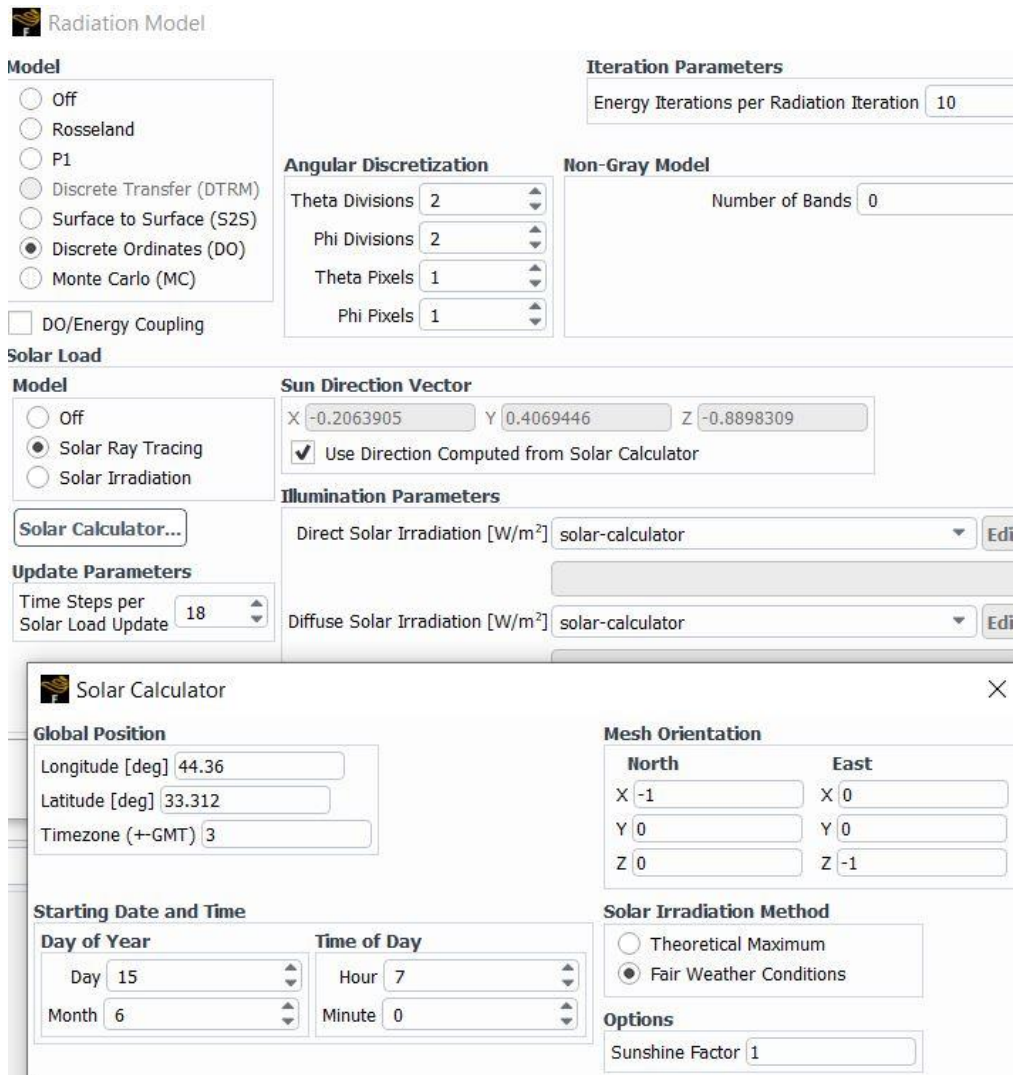 Radiation Model
Model
Off
Rosseland
P1
Discrete Transfer (DTRM)
Surface to Surface (S2S)
Discrete Ordinates (DO)
Monte Carlo (MC)
DO/Energy Coupling
Iteration Parameters
Energy Iterations per Radiation Iteration 10
Angular Discretization
Theta Divisions 2
Phi Divisions 2
Theta Pixels 1
Phi Pixels 1
Non-Gray Model
Number of Bands 0
Solar Load
Model
Off
Solar Ray Tracing
Solar Irradiation
Solar Calculator...
Update Parameters
Time Steps per
Solar Load Update 18
Sun Direction Vector
X -0.2063905 Y 0.4069446 Z -0.8898309
Use Direction Computed from Solar Calculator
Illumination Parameters
Direct Solar Irradiation [W/m²] solar-calculator Edi
Diffuse Solar Irradiation [W/m²] solar-calculator Edi
Solar Calculator
Global Position
Longitude [deg] 44.36
Latitude [deg] 33.312
Timezone (+-GMT) 3
Mesh Orientation
North East
X -1 X 0
Y 0 Y 0
Z 0 Z -1
Starting Date and Time
Day of Year
Day 15
Month 6
Time of Day
Hour 7
Minute 0
Solar Irradiation Method
Theoretical Maximum
Fair Weather Conditions
Options
Sunshine Factor 1